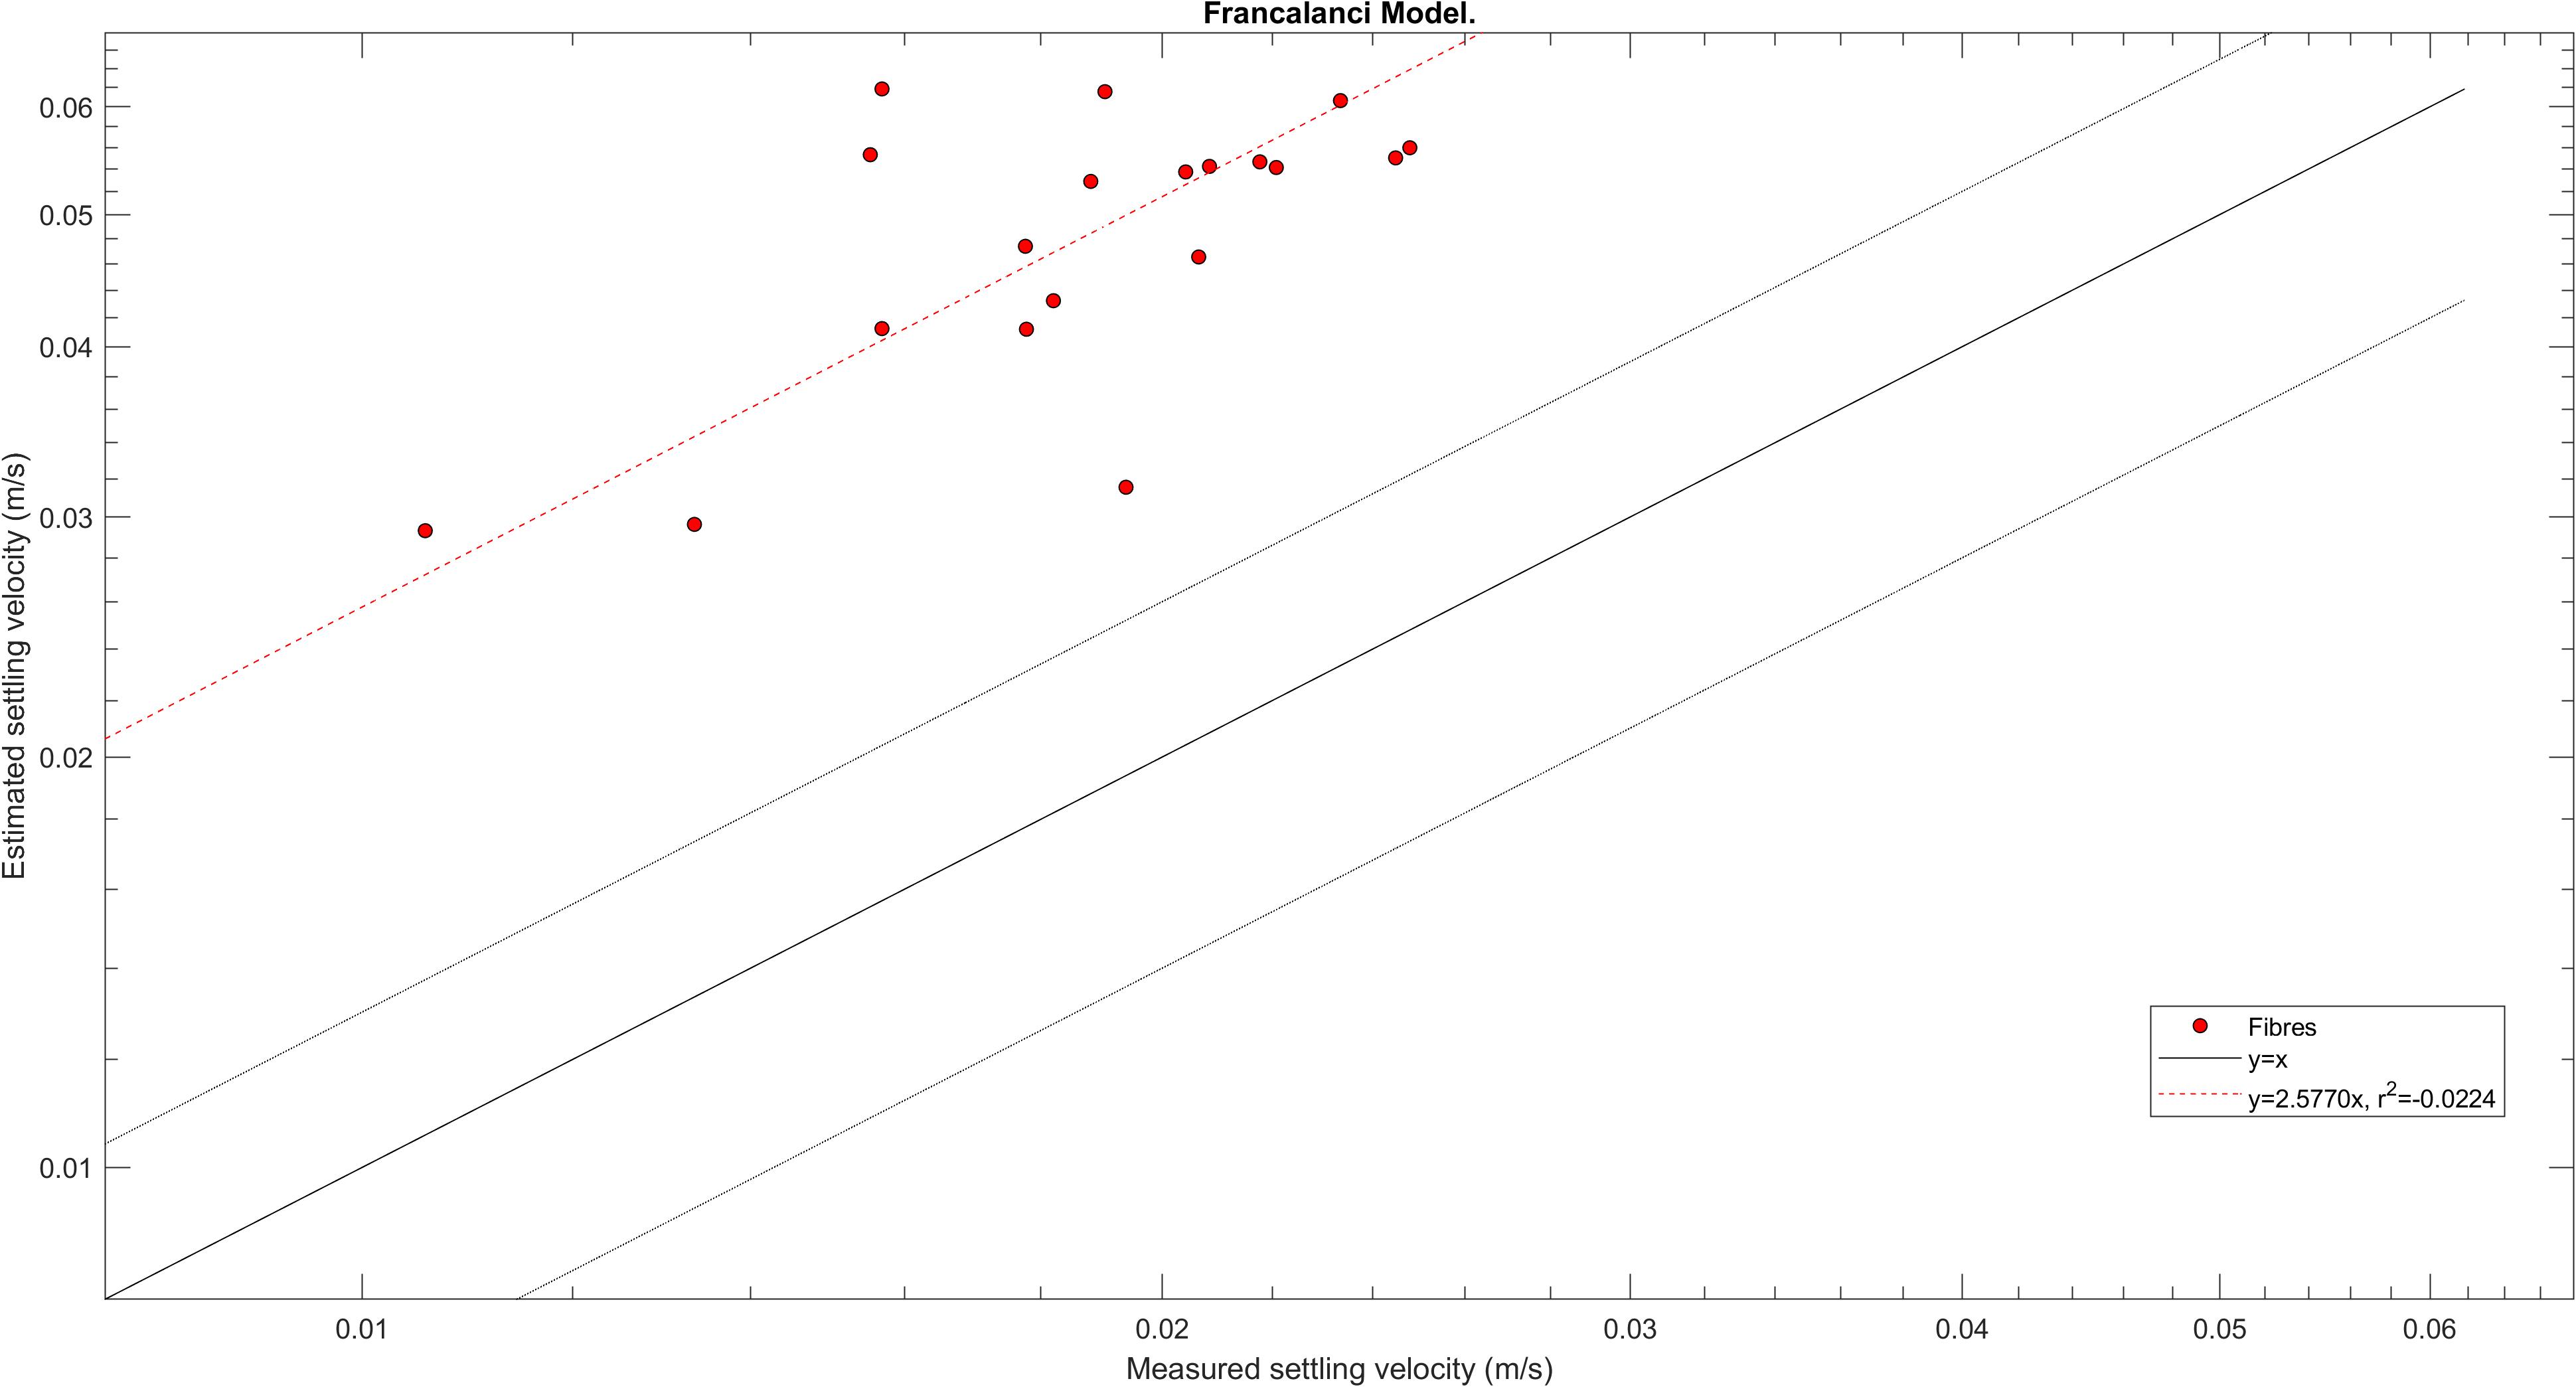 Francalanci Model.
0.06
0.05
0.04
0.03
0.02
0.01
Estimated settling velocity (m/s)
Fibres
y=x
y=2.5770x, r²=-0.0224
0.01 0.02 0.03 0.04 0.05 0.06
Measured settling velocity (m/s)